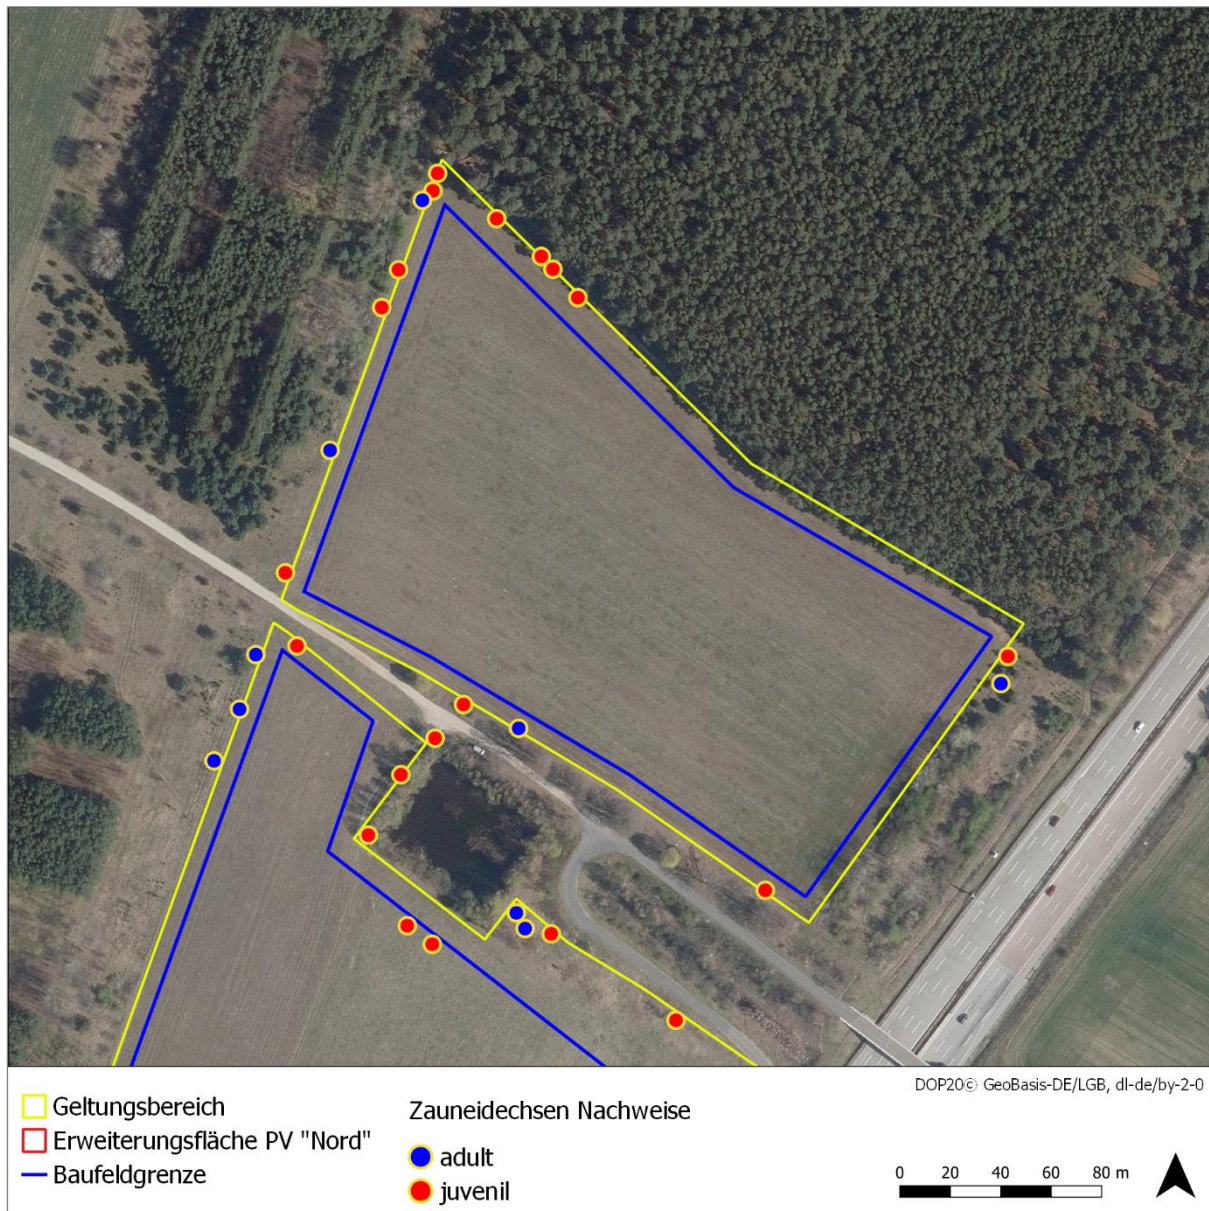 DOP20© GeoBasis-DE/LGB, dl-de/by-2-0
Geltungsbereich
Erweiterungsfläche PV "Nord"
Baufeldgrenze
Zauneidechsen Nachweise
adult
juvenil
0 20 40 60 80 m